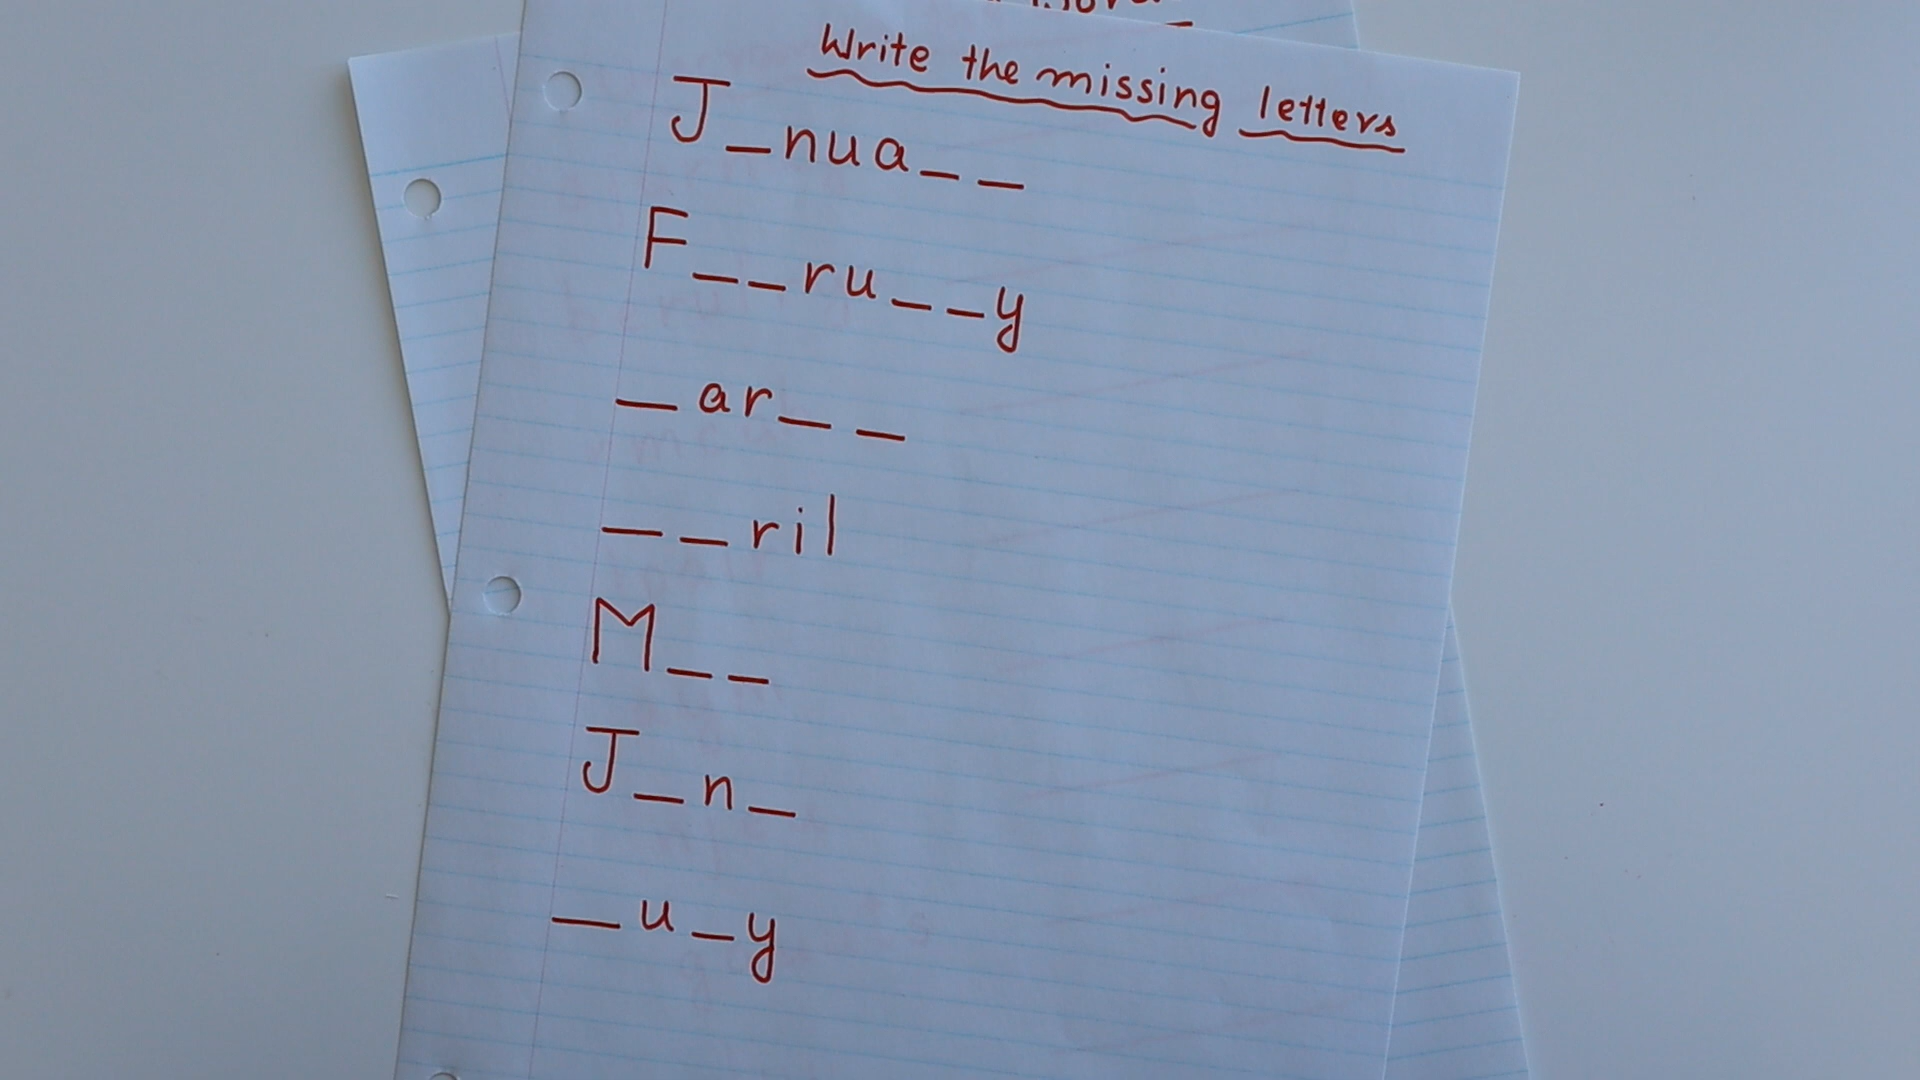 Write the missing letters
J_nua__
F__ru__y
_ar__
__ril
M__
J_n_
_u_y